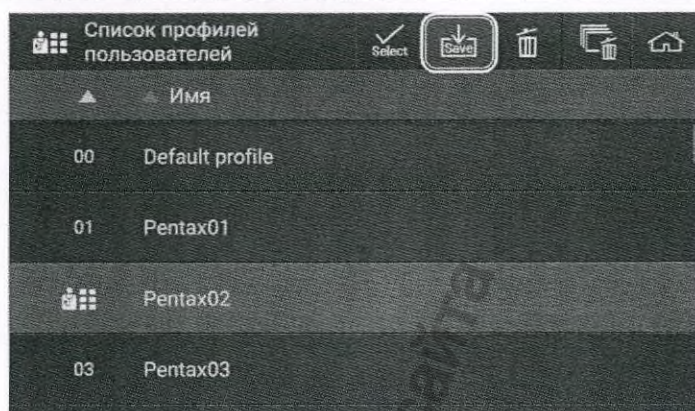 Список профилей
пользователей
Select
Save
Имя
00 Default profile
01 Pentax01
Pentax02
03 Pentax03